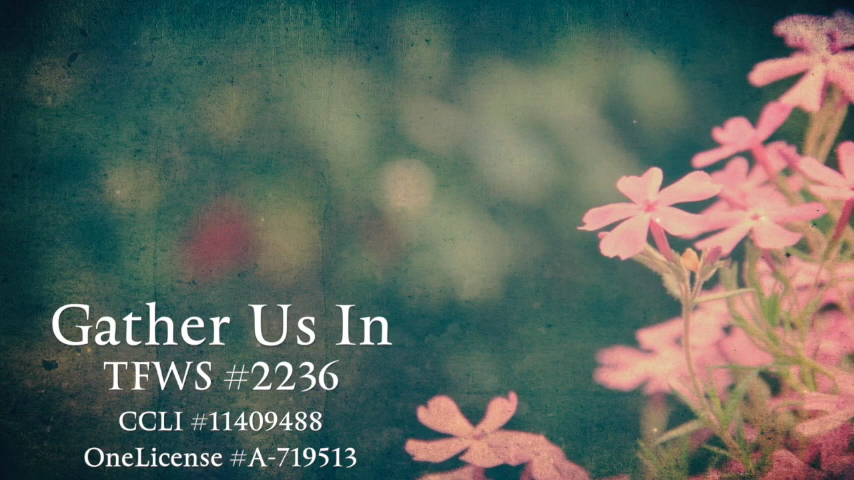 Gather Us In
TFWS #2236
CCLI #11409488
OneLicense #A-719513